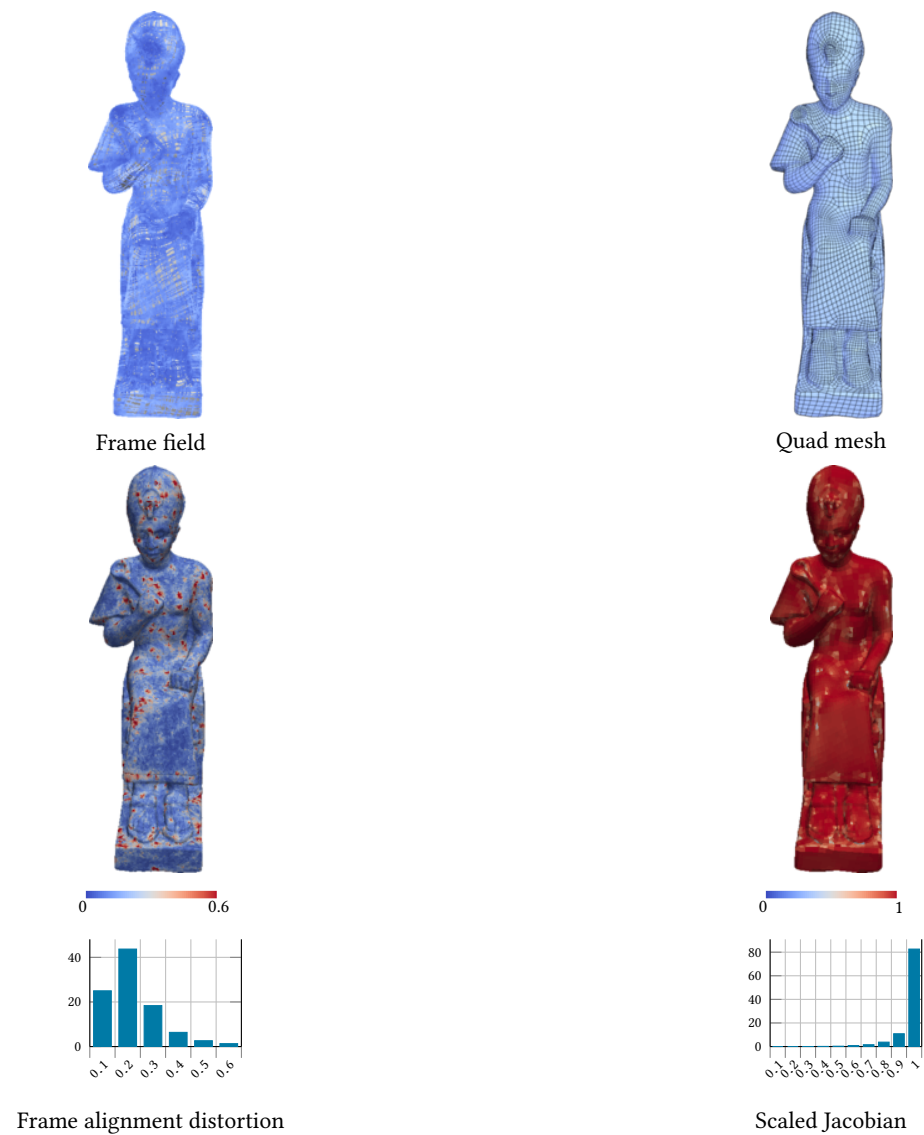 Frame field
Quad mesh
0 0.6
0 1
40
20
0
0.1 0.2 0.3 0.4 0.5 0.6
80
60
40
20
0
0.1 0.2 0.3 0.4 0.5 0.6 0.7 0.8 0.9 1
Frame alignment distortion
Scaled Jacobian